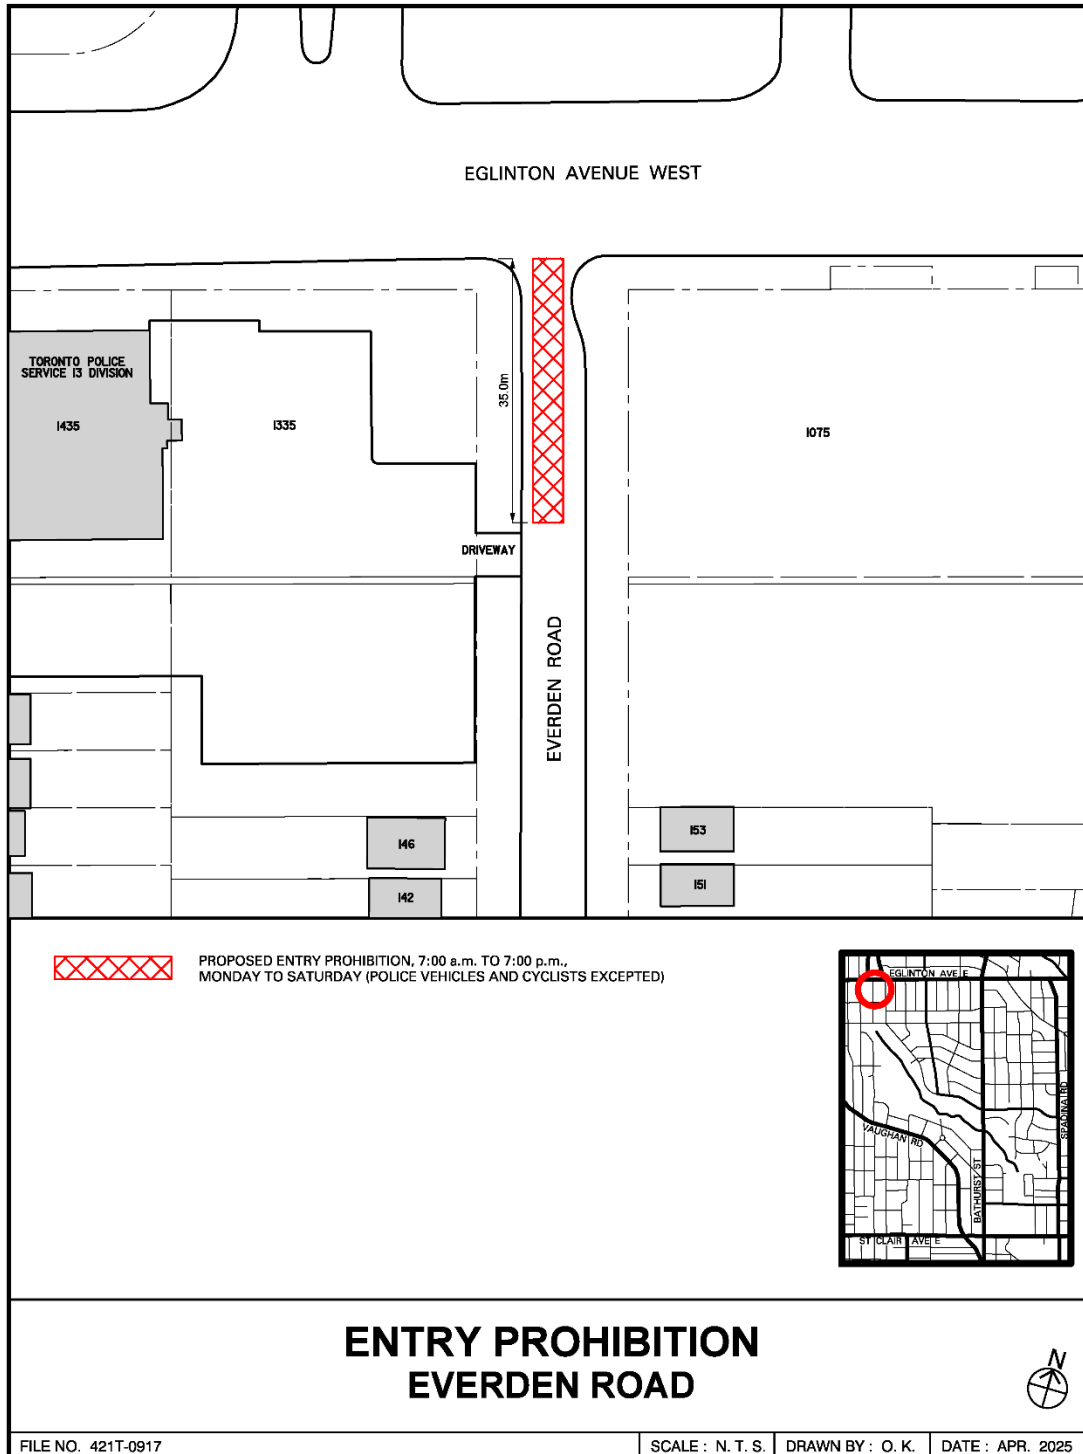 EGLINTON AVENUE WEST
TORONTO POLICE
SERVICE 13 DIVISION
1435
1335
35.0m
1075
DRIVEWAY
EVERDEN ROAD
146
142
153
151
PROPOSED ENTRY PROHIBITION, 7:00 a.m. TO 7:00 p.m.,
MONDAY TO SATURDAY (POLICE VEHICLES AND CYCLISTS EXCEPTED)
EGLINTON AVE E
VAUGHAN RD
BATHURST ST
SPADINA RD
ST CLAIR AVE E
ENTRY PROHIBITION
EVERDEN ROAD
N
FILE NO. 421T-0917
SCALE : N. T. S.
DRAWN BY : O. K.
DATE : APR. 2025